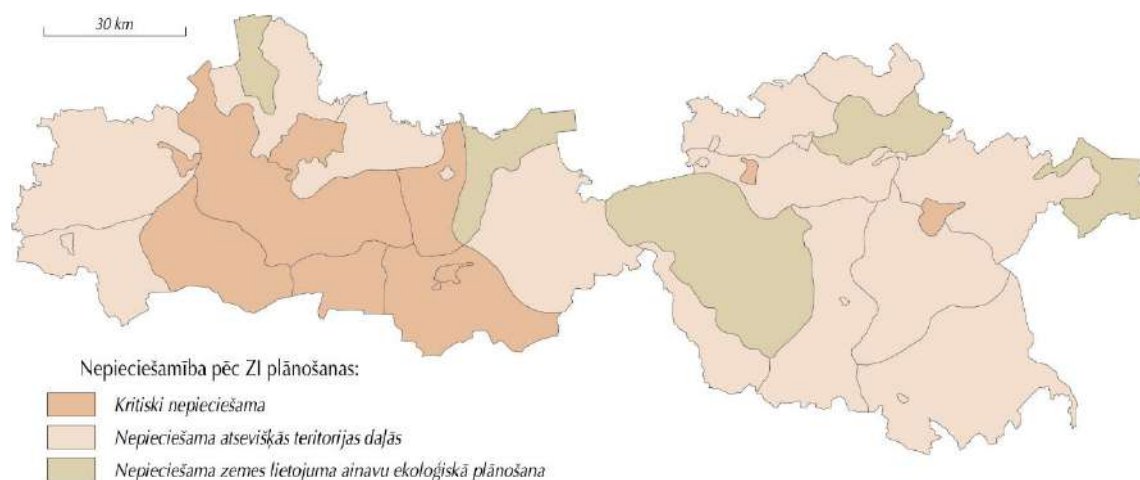 30 km
Nepieciešamība pēc ZI plānošanas:
Kritiski nepieciešama
Nepieciešama atsevišķās teritorijas daļās
Nepieciešama zemes lietojuma ainavu ekoloģiskā plānošana